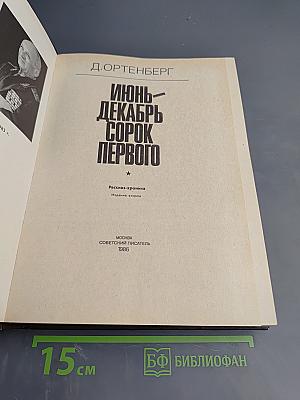 Д. ОРТЕНБЕРГ
ИЮНЬ—
ДЕКАБРЬ
СОРОК
ПЕРВОГО
Рассказ-хроника
Издание второе
МОСКВА
СОВЕТСКИЙ ПИСАТЕЛЬ
1986
15 см
БФ БИБЛИОФАН